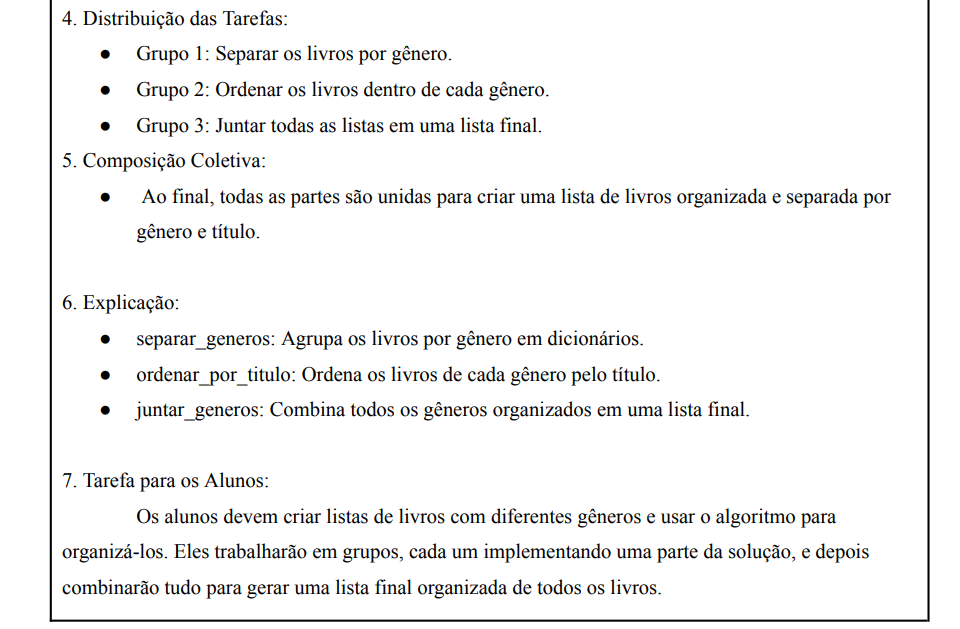 4. Distribuição das Tarefas:
● Grupo 1: Separar os livros por gênero.
● Grupo 2: Ordenar os livros dentro de cada gênero.
● Grupo 3: Juntar todas as listas em uma lista final.
5. Composição Coletiva:
● Ao final, todas as partes são unidas para criar uma lista de livros organizada e separada por
gênero e título.
6. Explicação:
● separar_generos: Agrupa os livros por gênero em dicionários.
● ordenar_por_titulo: Ordena os livros de cada gênero pelo título.
● juntar_generos: Combina todos os gêneros organizados em uma lista final.
7. Tarefa para os Alunos:
Os alunos devem criar listas de livros com diferentes gêneros e usar o algoritmo para
organizá-los. Eles trabalharão em grupos, cada um implementando uma parte da solução, e depois
combinarão tudo para gerar uma lista final organizada de todos os livros.